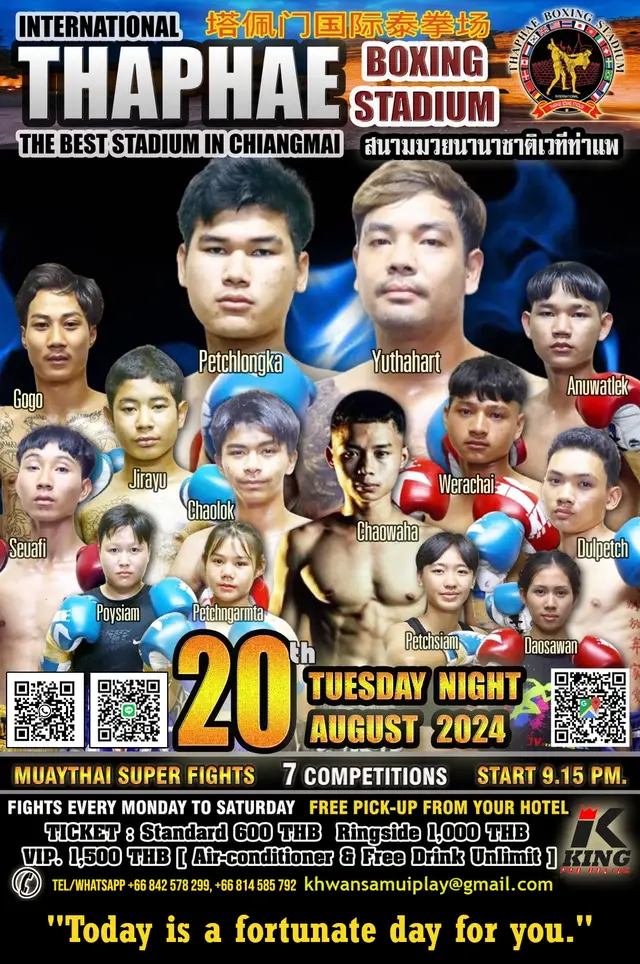 INTERNATIONAL
塔佩门国际泰拳场
THAPHAE
BOXING
STADIUM
THAPHAE BOXING STADIUM
INTERNATIONAL
THE BEST STADIUM IN CHIANGMAI
สนามมวยนานาชาติเวทีท่าแพ
Petchlongka
Yuthahart
Gogo
Anuwatlek
Jirayu
Werachai
Chaolok
Chaowaha
Seuafi
Dulpetch
Poysiam
Petchngarmta
Petchsiam
Daosawan
20th
TUESDAY NIGHT
AUGUST 2024
MUAYTHAI SUPER FIGHTS 7 COMPETITIONS START 9.15 PM.
FIGHTS EVERY MONDAY TO SATURDAY FREE PICK-UP FROM YOUR HOTEL
TICKET : Standard 600 THB Ringside 1,000 THB
VIP. 1,500 THB [ Air-conditioner & Free Drink Unlimit ]
K
KING
TEL/WHATSAPP +66 842 578 299, +66 814 585 792 khwansamuiplay@gmail.com
"Today is a fortunate day for you."